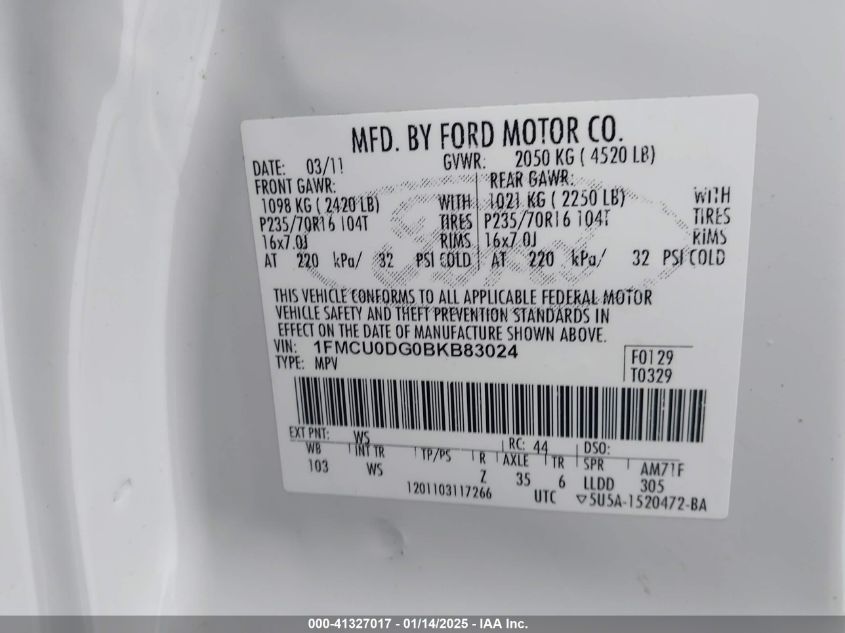 MFD. BY FORD MOTOR CO.
DATE: 03/11 GVWR: 2050 KG ( 4520 LB)
FRONT GAWR: REAR GAWR:
1098 KG ( 2420 LB) WITH 1021 KG ( 2250 LB) WITH
P235/70R16 104T TIRES P235/70R16 104T TIRES
16x7.0J RIMS 16x7.0J RIMS
AT 220 kPa/ 32 PSI COLD AT 220 kPa/ 32 PSI COLD
THIS VEHICLE CONFORMS TO ALL APPLICABLE FEDERAL MOTOR
VEHICLE SAFETY AND THEFT PREVENTION STANDARDS IN
EFFECT ON THE DATE OF MANUFACTURE SHOWN ABOVE.
VIN: 1FMCU0DG0BKB83024 F0129
TYPE: MPV T0329
EXT PNT: WS RC: 44 DSO:
WB INT TR TP/PS R AXLE TR SPR AM71F
103 WS Z 35 6 LLDD 305
1201103117266 UTC ▽5U5A-1520472-BA
000-41327017 - 01/14/2025 - IAA Inc.